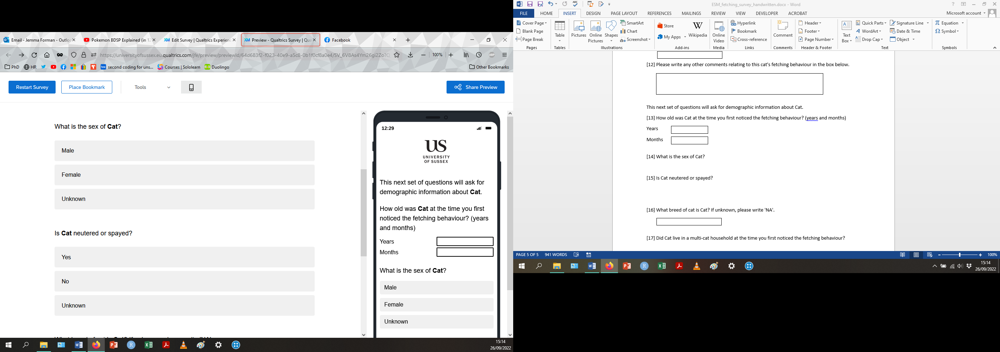 Email - Jemma Forman - Outloo
Pokemon BDSP Explained (in 12
XM Edit Survey | Qualtrics Experienc
XM Preview - Qualtrics Survey | Qua
Facebook
https://universityofsussex.eu.qualtrics.com/jfe/preview/previewId/64d683f2-f023-40e9-a5c8-0b1f0cf8a0e4/SV_6V8As4Ym26gi2Zo?Q
100%
ABP
PhD
HR
box second coding for uns...
Courses | Sololearn
Duolingo
Other Bookmarks
Restart Survey
Place Bookmark
Tools
Share Preview
What is the sex of Cat?
Male
Female
Unknown
Is Cat neutered or spayed?
Yes
No
Unknown
12:29
US
UNIVERSITY
OF SUSSEX
This next set of questions will ask for
demographic information about Cat.
How old was Cat at the time you first
noticed the fetching behaviour? (years
and months)
Years
Months
What is the sex of Cat?
Male
Female
Unknown
15:14
26/09/2022
ESM_fetching_survey_handwritten.docx - Word
FILE HOME INSERT DESIGN PAGE LAYOUT REFERENCES MAILINGS REVIEW VIEW DEVELOPER ACROBAT
Microsoft account
Cover Page
Blank Page
Page Break
Pages
Table
Tables
Pictures
Online
Pictures
Shapes
SmartArt
Chart
Screenshot
Illustrations
Store
My Apps
Wikipedia
Add-ins
Online
Video
Media
Hyperlink
Bookmark
Cross-reference
Links
Comment
Comments
Header
Footer
Page Number
Header & Footer
Text
Box
Quick Parts
WordArt
Drop Cap
Signature Line
Date & Time
Object
Text
Equation
Symbol
Symbols
[12] Please write any other comments relating to this cat's fetching behaviour in the box below.
This next set of questions will ask for demographic information about Cat.
[13] How old was Cat at the time you first noticed the fetching behaviour? (years and months)
Years
Months
[14] What is the sex of Cat?
[15] Is Cat neutered or spayed?
[16] What breed of cat is Cat? If unknown, please write 'NA'.
[17] Did Cat live in a multi-cat household at the time you first noticed the fetching behaviour?
PAGE 5 OF 5 941 WORDS
100%
15:14
26/09/2022